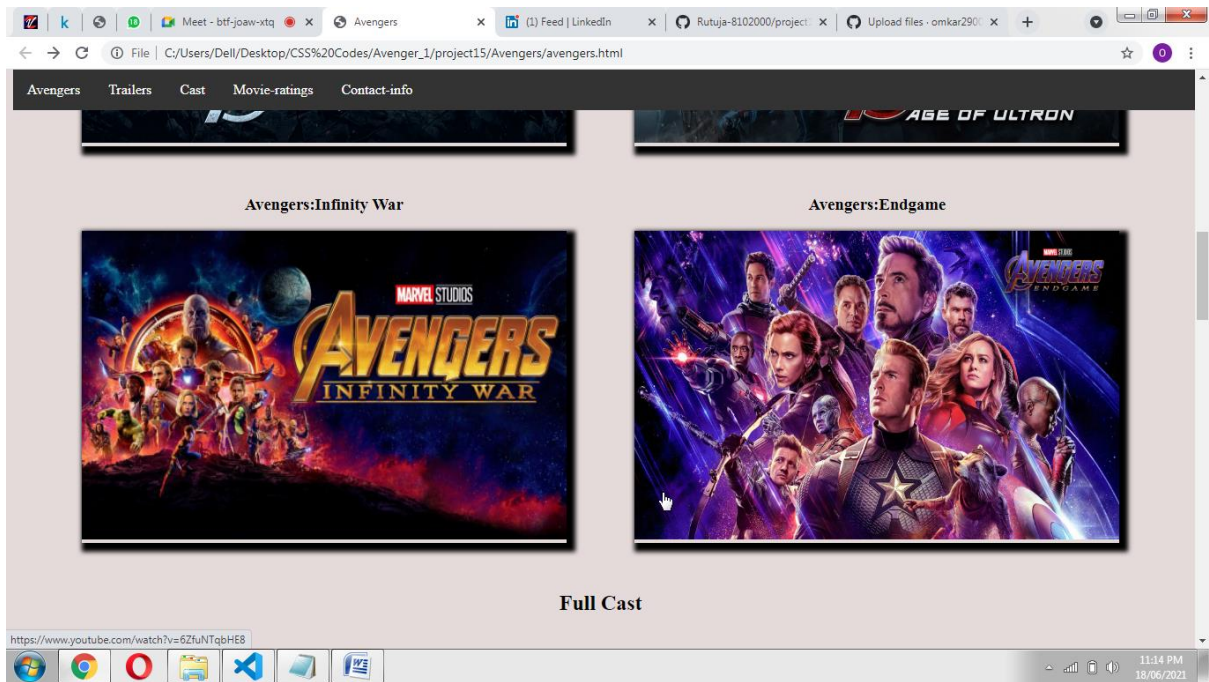 Meet - btf-joaw-xtq
Avengers
(1) Feed | LinkedIn
Rutuja-8102000/project
Upload files · omkar290
File | C:/Users/Dell/Desktop/CSS%20Codes/Avenger_1/project15/Avengers/avengers.html
O
Avengers Trailers Cast Movie-ratings Contact-info
AGE OF ULTRON
Avengers:Infinity War
Avengers:Endgame
MARVEL STUDIOS
AVENGERS
INFINITY WAR
MARVEL STUDIOS
AVENGERS
ENDGAME
Full Cast
https://www.youtube.com/watch?v=6ZfuNTqbHE8
11:14 PM
18/06/2021